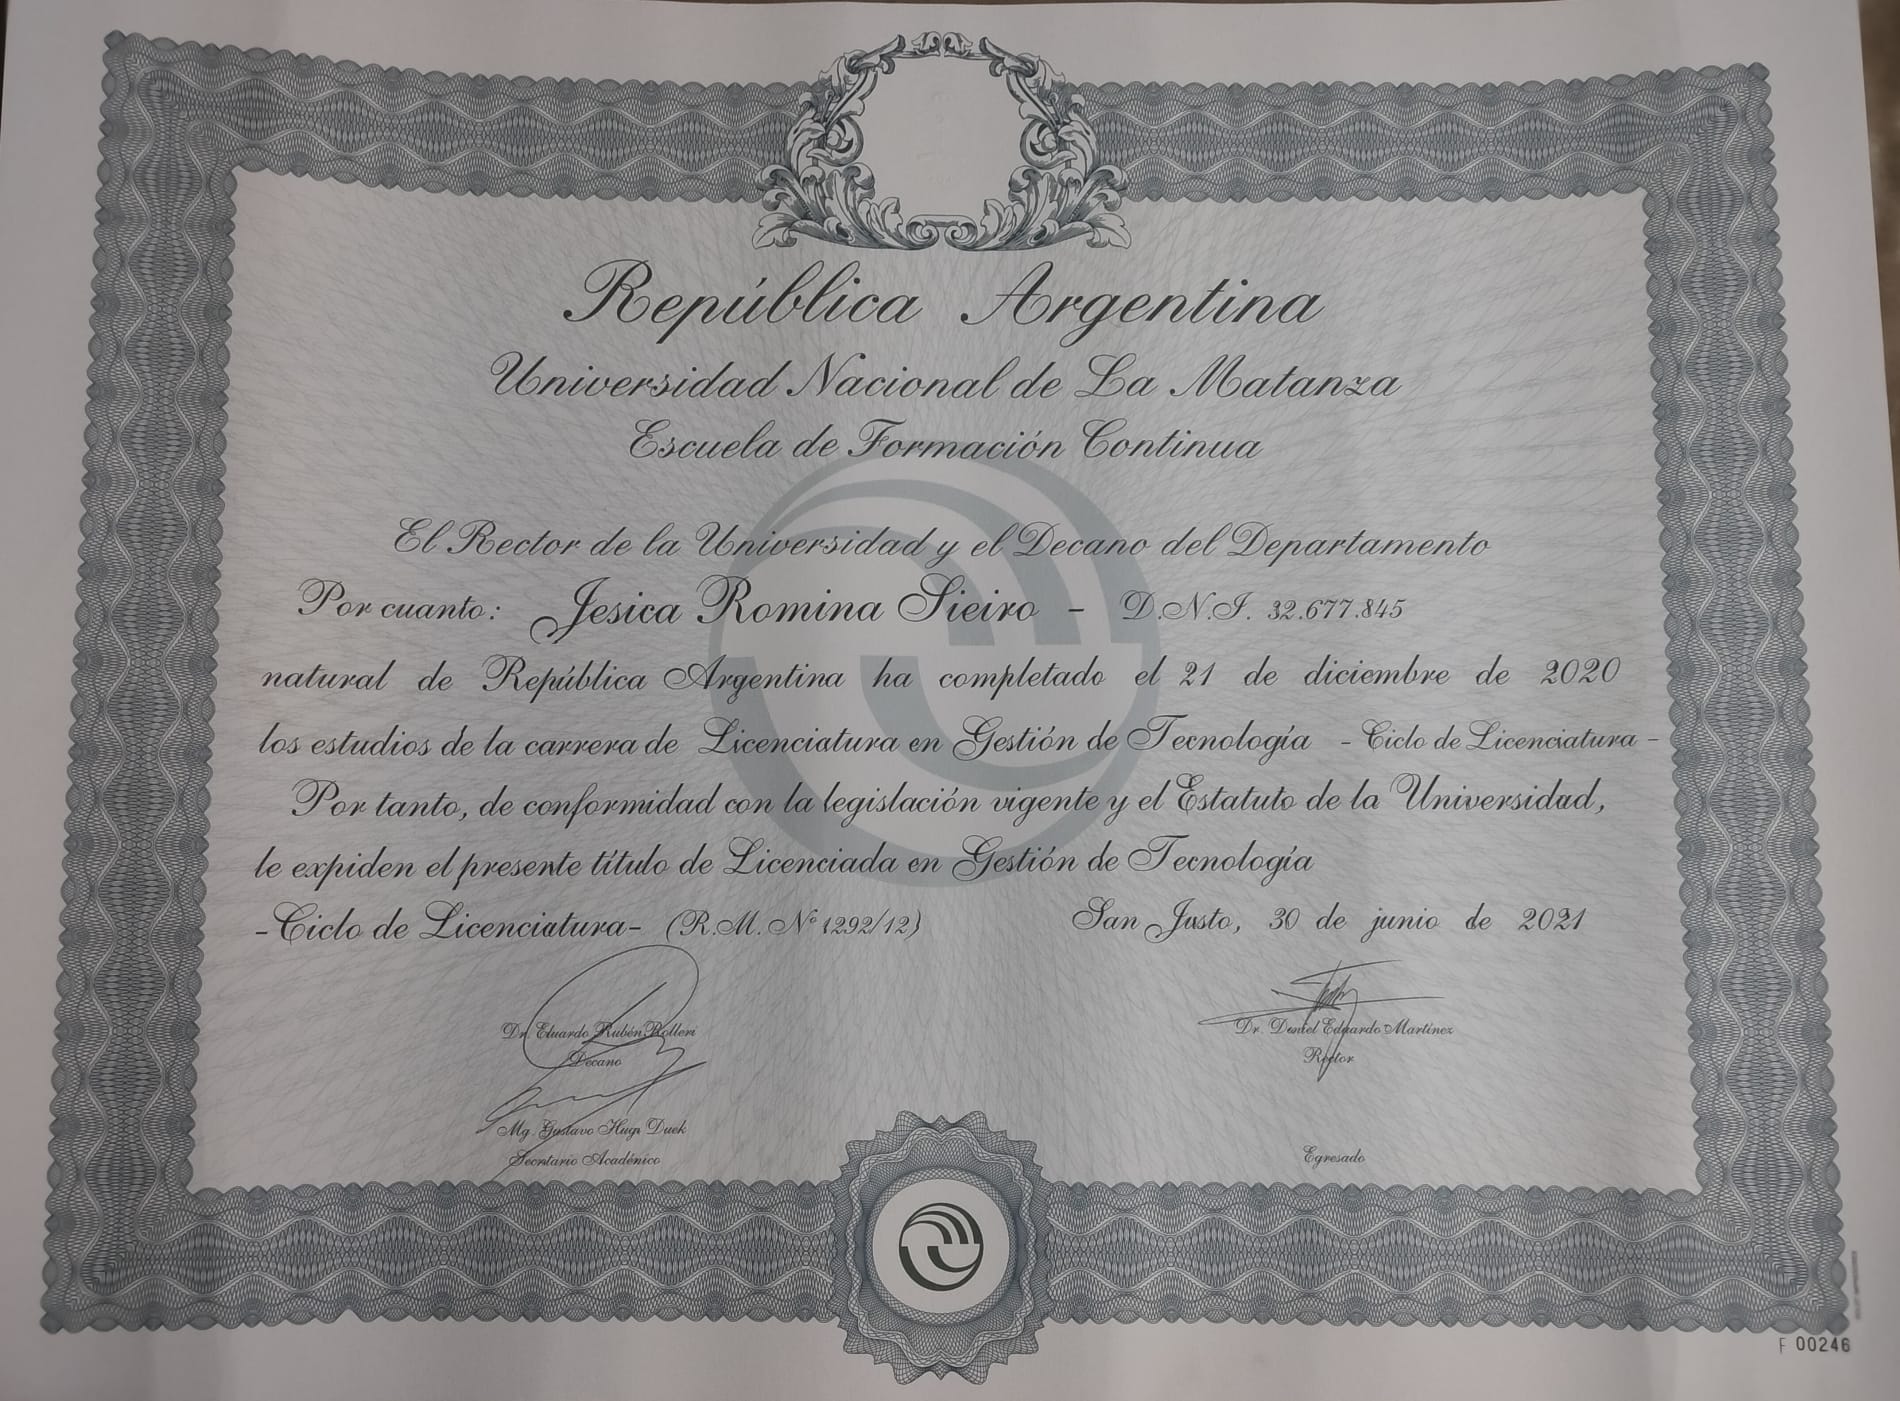 República Argentina
Universidad Nacional de La Matanza
Escuela de Formación Continua
El Rector de la Universidad y el Decano del Departamento
Por cuanto: Jesica Romina Sieiro - D.N.I. 32.677.845
natural de República Argentina ha completado el 21 de diciembre de 2020
los estudios de la carrera de Licenciatura en Gestión de Tecnología - Ciclo de Licenciatura -
Por tanto, de conformidad con la legislación vigente y el Estatuto de la Universidad,
le expiden el presente título de Licenciada en Gestión de Tecnología
-Ciclo de Licenciatura- (R.M. Nº 1292/12) San Justo, 30 de junio de 2021
Dr. Eduardo Rubén Rolleri
Decano
Dr. Daniel Eduardo Martínez
Rector
Mg. Gustavo Hugo Duek
Secretario Académico
Egresado
F 00246